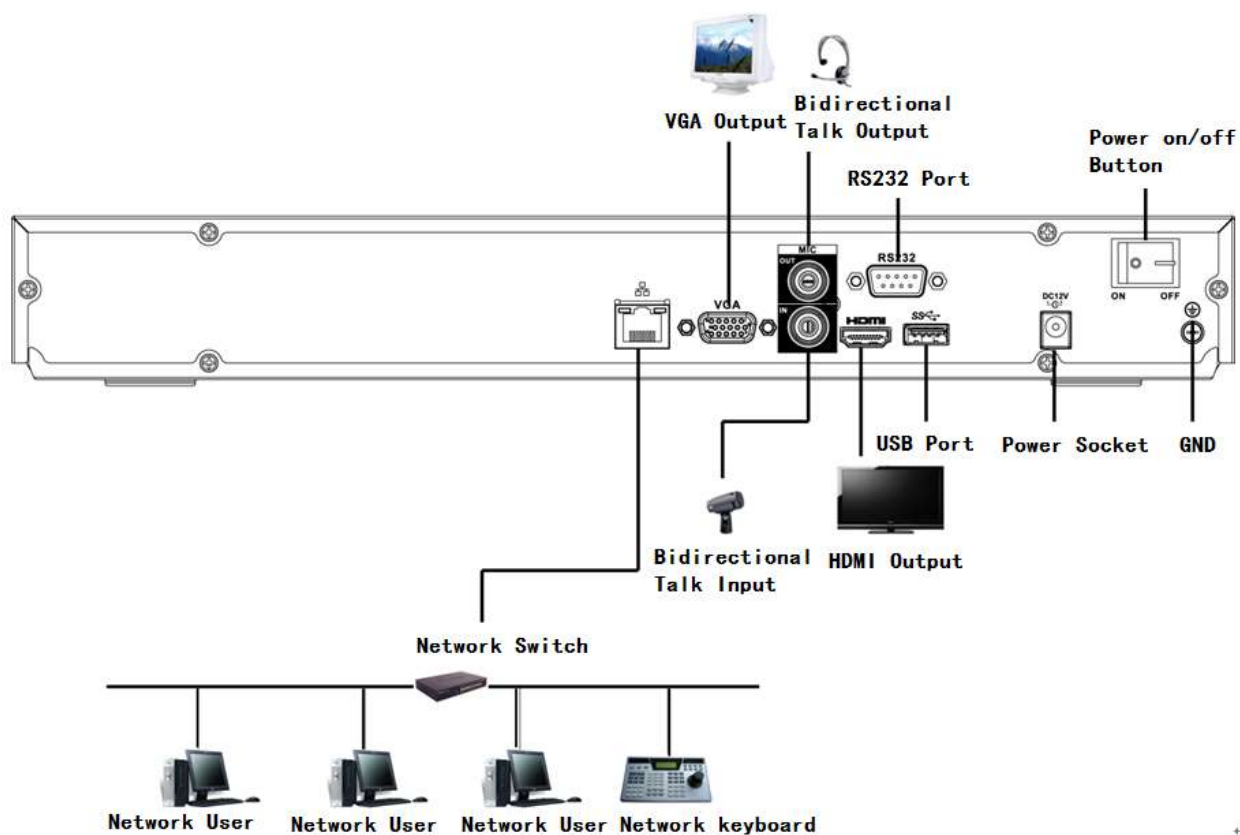 VGA Output
Bidirectional
Talk Output
RS232 Port
Power on/off
Button
MIC
OUT
IN
RS232
VGA
HDMI
SS
DC12V
ON OFF
USB Port
Power Socket
GND
Bidirectional
Talk Input
HDMI Output
Network Switch
Network User
Network User
Network User
Network keyboard